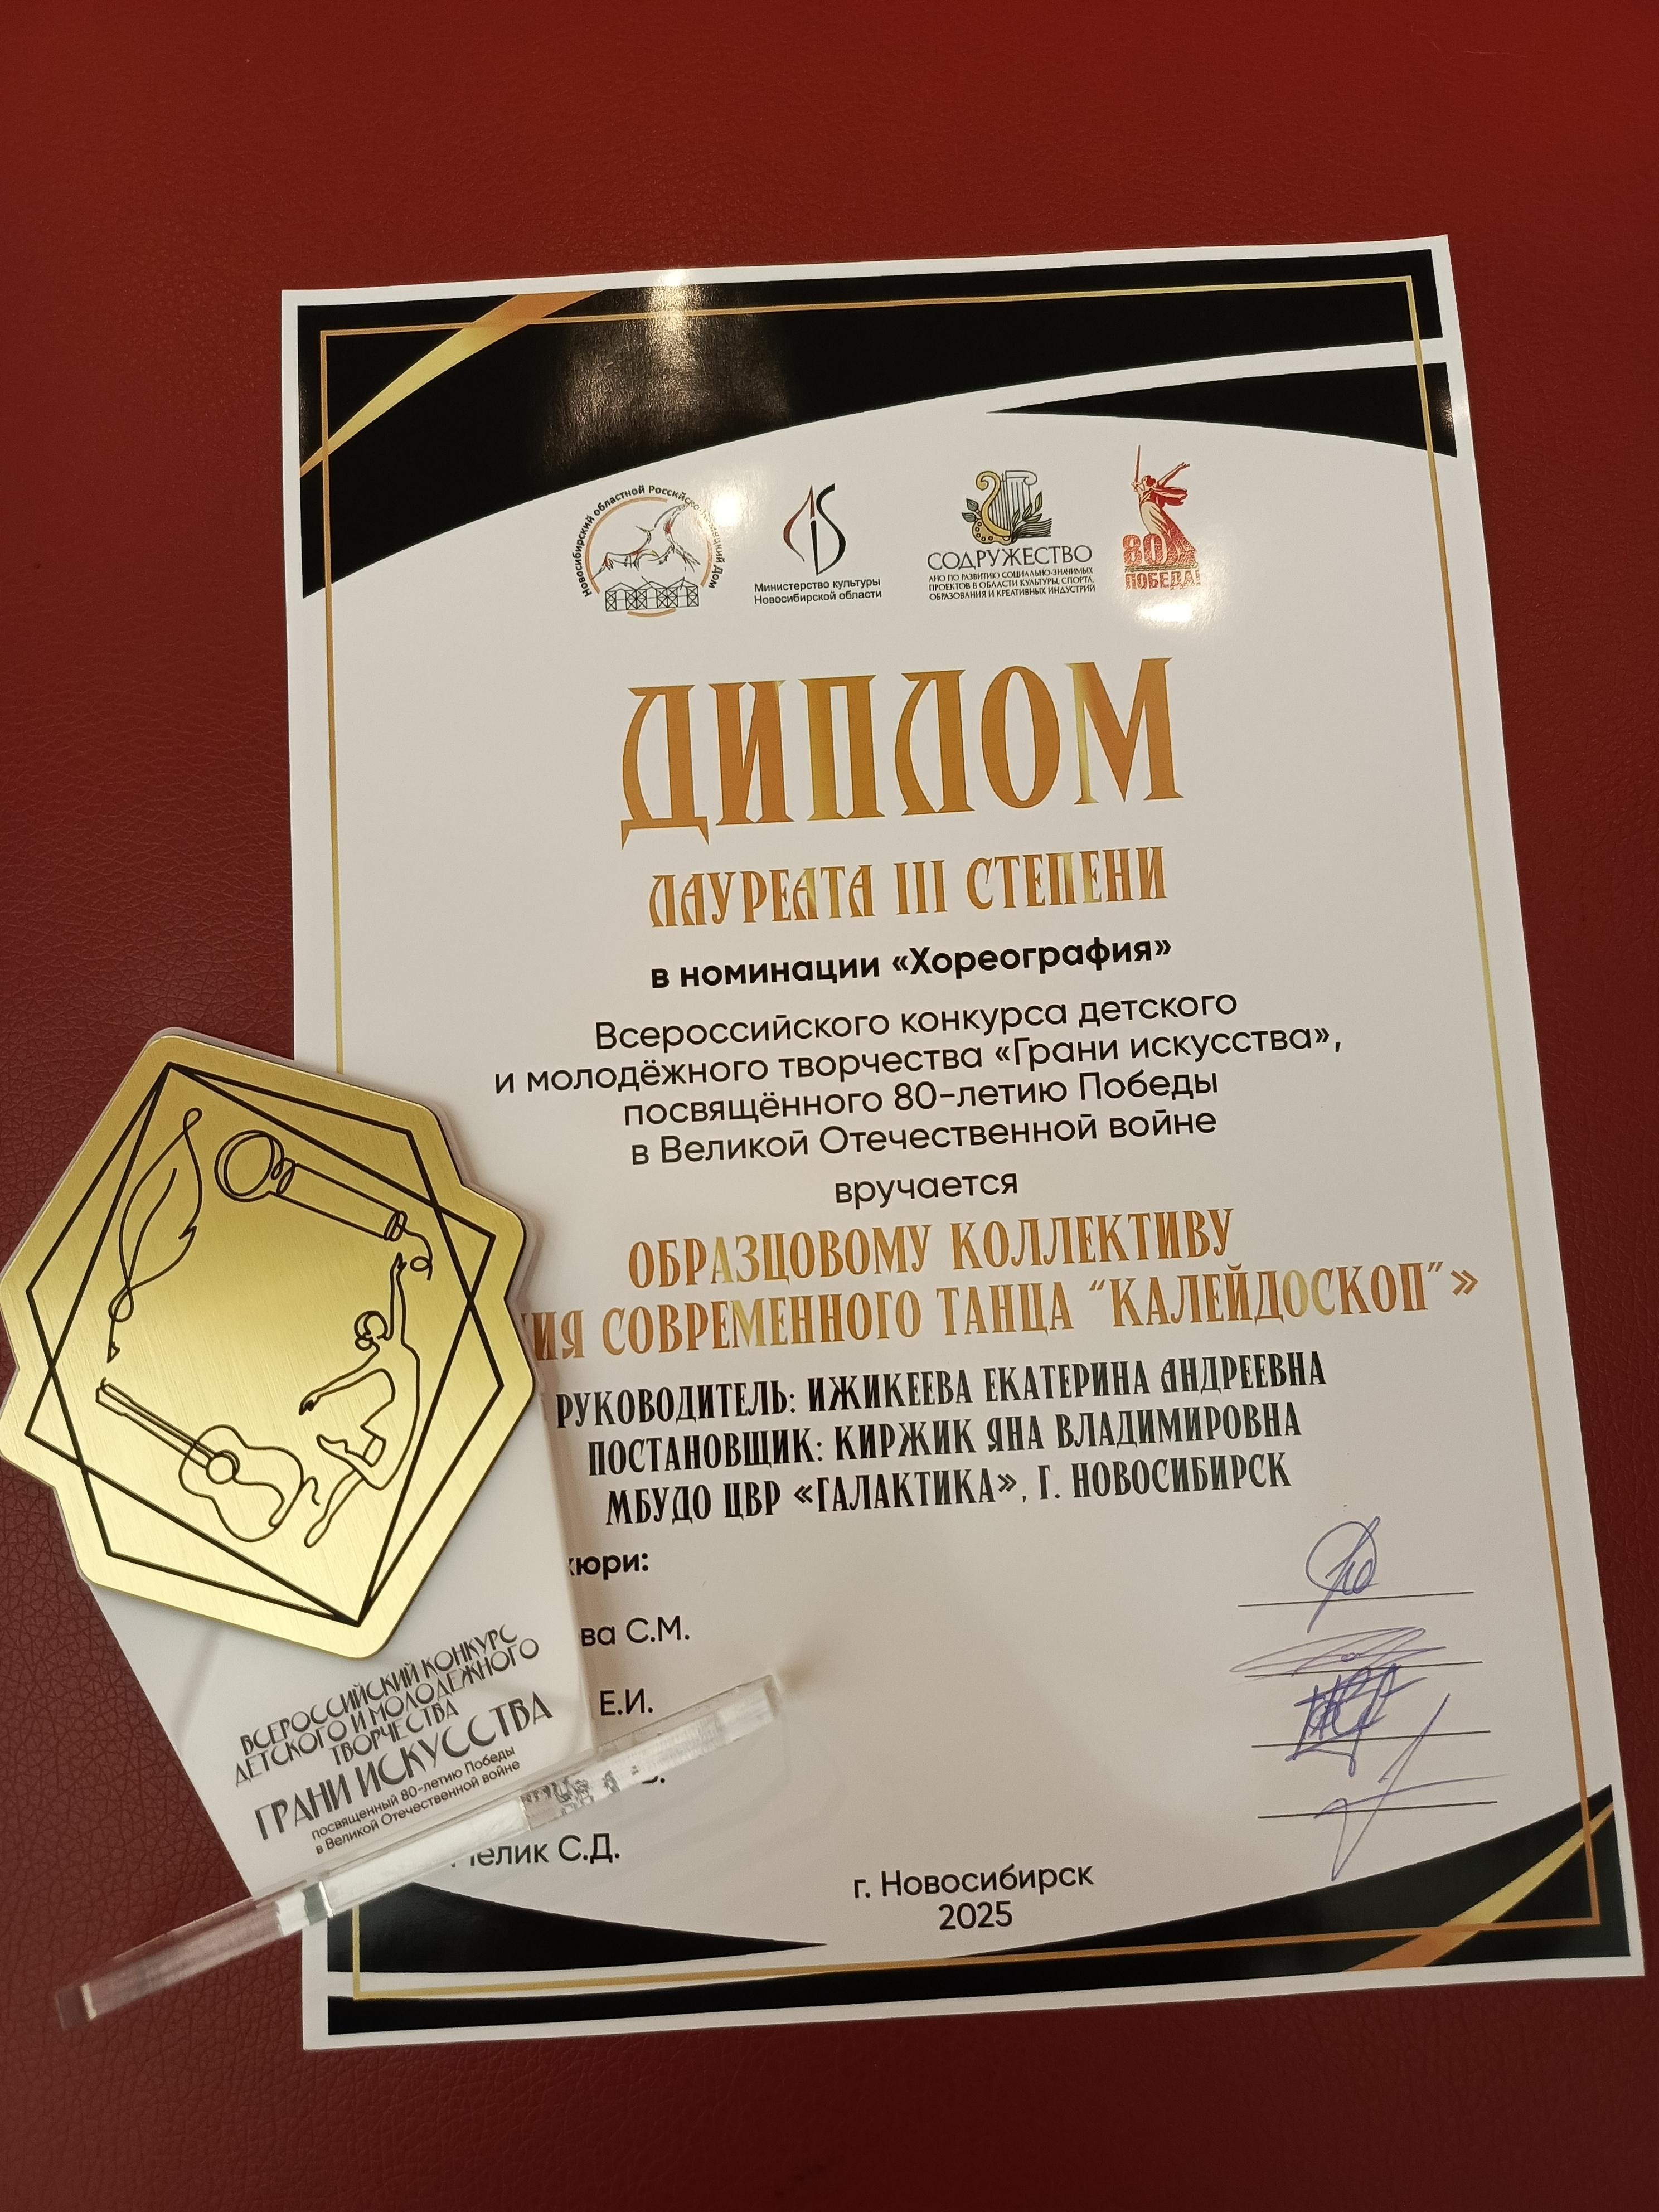 Новосибирский областной Российско-Немецкий Дом
Министерство культуры
Новосибирской области
СОДРУЖЕСТВО
АНО ПО РАЗВИТИЮ СОЦИАЛЬНО-ЗНАЧИМЫХ
ПРОЕКТОВ В ОБЛАСТИ КУЛЬТУРЫ, СПОРТА,
ОБРАЗОВАНИЯ И КРЕАТИВНЫХ ИНДУСТРИЙ
80
ПОБЕДА!
ДИПЛОМ
ЛАУРЕАТА III СТЕПЕНИ
в номинации «Хореография»
Всероссийского конкурса детского
и молодёжного творчества «Грани искусства»,
посвящённого 80-летию Победы
в Великой Отечественной войне
вручается
ОБРАЗЦОВОМУ КОЛЛЕКТИВУ
СОВРЕМЕННОГО ТАНЦА “КАЛЕЙДОСКОП”»
РУКОВОДИТЕЛЬ: ИЖИКЕЕВА ЕКАТЕРИНА АНДРЕЕВНА
ПОСТАНОВЩИК: КИРЖИК ЯНА ВЛАДИМИРОВНА
МБУДО ЦВР «ГАЛАКТИКА», Г. НОВОСИБИРСК
юри:
ва С.М.
Е.И.
елик С.Д.
г. Новосибирск
2025
ВСЕРОССИЙСКИЙ КОНКУРС
ДЕТСКОГО И МОЛОДЕЖНОГО
ТВОРЧЕСТВА
ГРАНИ ИСКУССТВА
посвященный 80-летию Победы
в Великой Отечественной войне